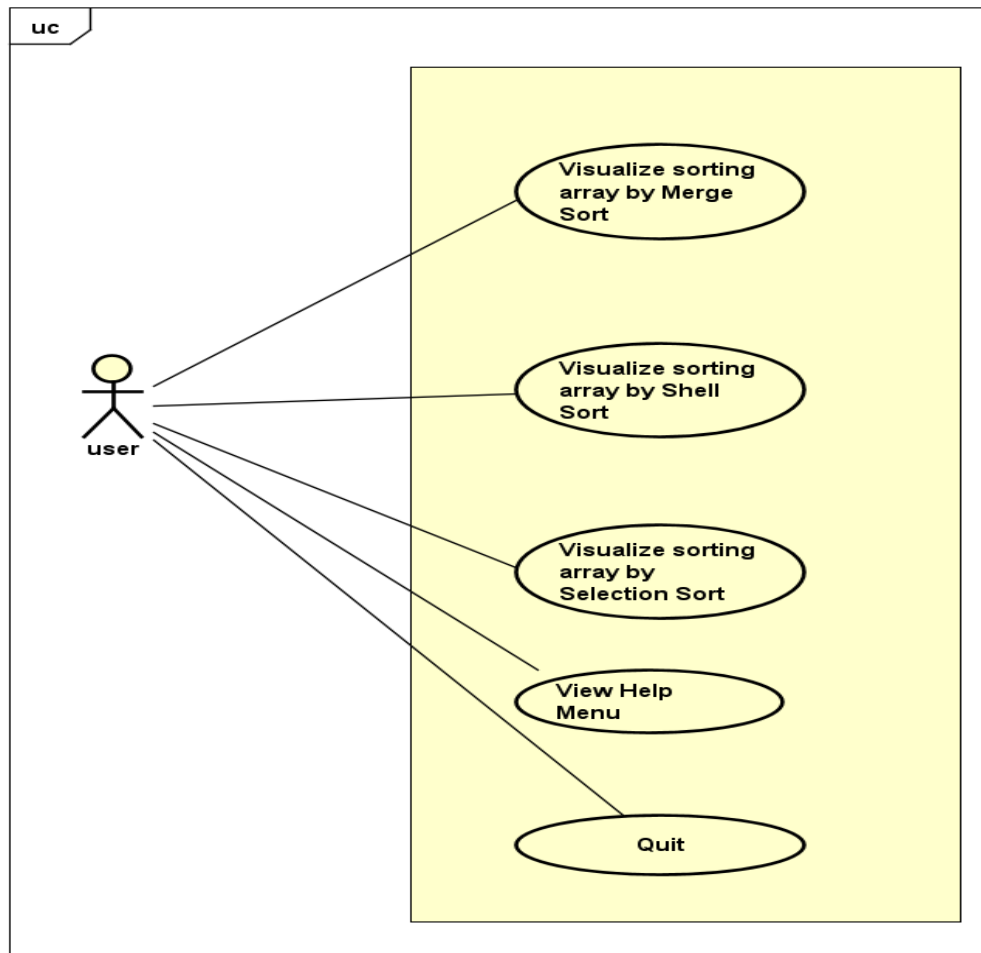 uc
Visualize sorting
array by Merge
Sort
Visualize sorting
array by Shell
Sort
user
Visualize sorting
array by
Selection Sort
View Help
Menu
Quit